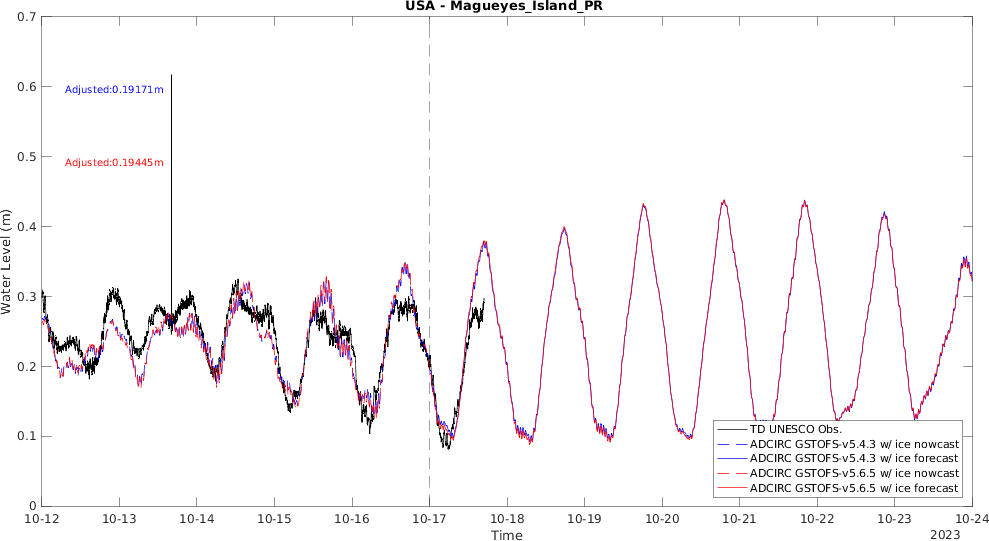 USA - Magueyes_Island_PR
0.7
0.6
0.5
0.4
0.3
0.2
0.1
0
Water Level (m)
Adjusted:0.19171m
Adjusted:0.19445m
TD UNESCO Obs.
ADCIRC GSTOFS-v5.4.3 w/ ice nowcast
ADCIRC GSTOFS-v5.4.3 w/ ice forecast
ADCIRC GSTOFS-v5.6.5 w/ ice nowcast
ADCIRC GSTOFS-v5.6.5 w/ ice forecast
10-12 10-13 10-14 10-15 10-16 10-17 10-18 10-19 10-20 10-21 10-22 10-23 10-24
Time
2023